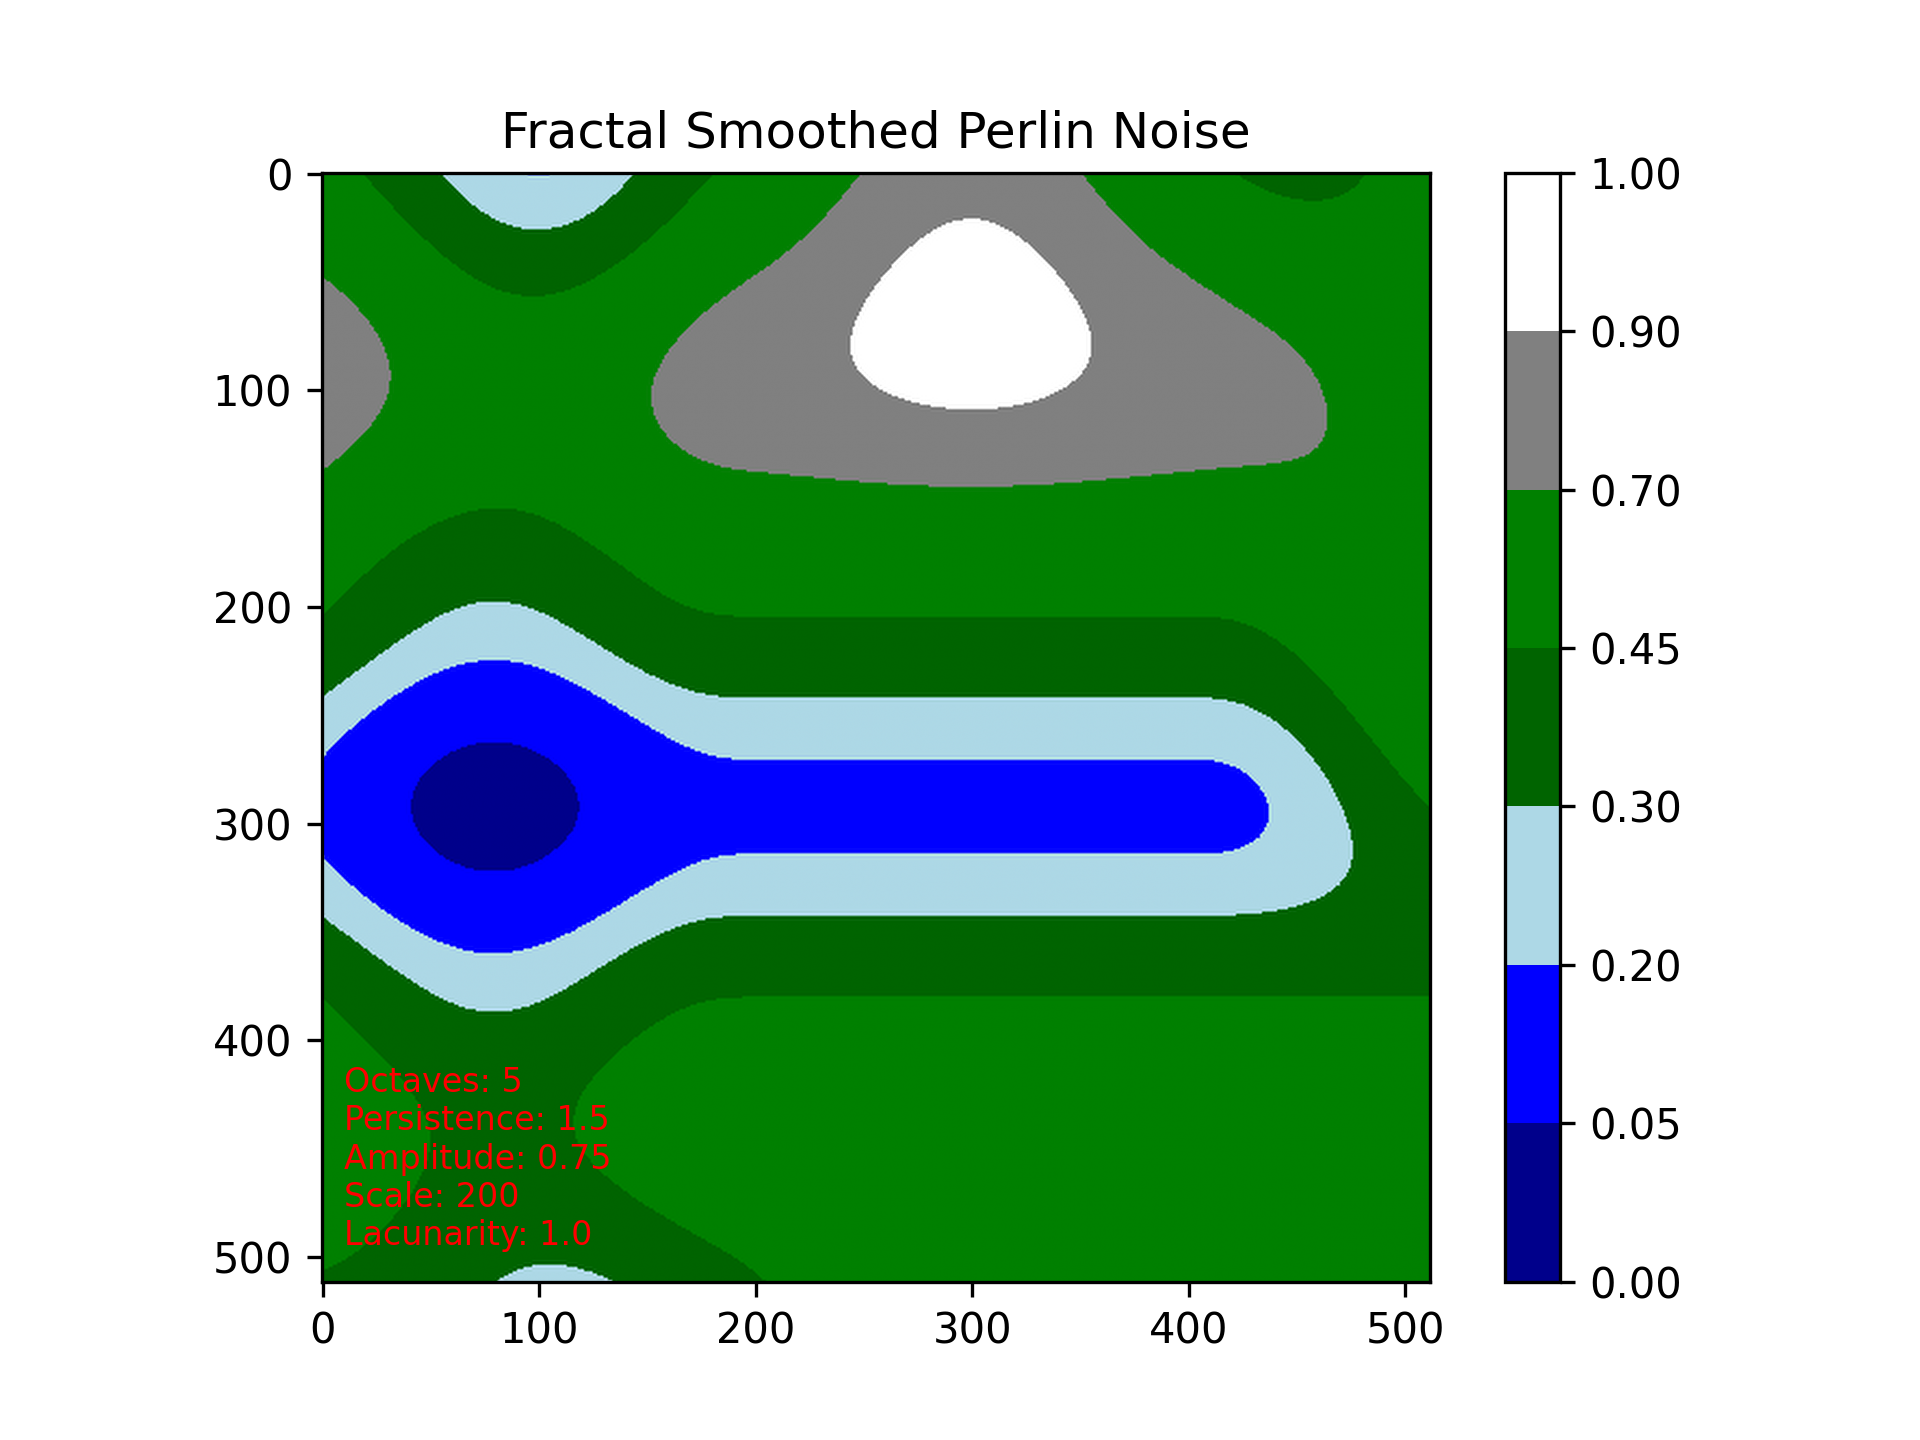 Fractal Smoothed Perlin Noise
0
100
200
300
400
500
Octaves: 5
Persistence: 1.5
Amplitude: 0.75
Scale: 200
Lacunarity: 1.0
0 100 200 300 400 500
1.00
0.90
0.70
0.45
0.30
0.20
0.05
0.00